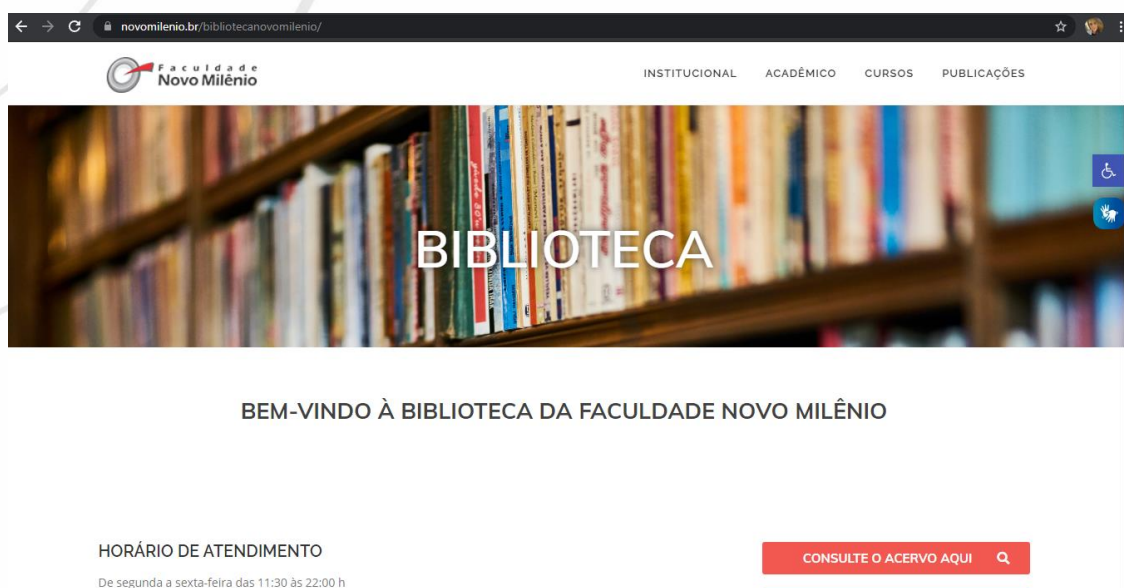 novomilenio.br/bibliotecanovomilenio/
Faculdade
Novo Milênio
INSTITUCIONAL ACADÊMICO CURSOS PUBLICAÇÕES
BIBLIOTECA
BEM-VINDO À BIBLIOTECA DA FACULDADE NOVO MILÊNIO
HORÁRIO DE ATENDIMENTO
CONSULTE O ACERVO AQUI
De segunda a sexta-feira das 11:30 às 22:00 h